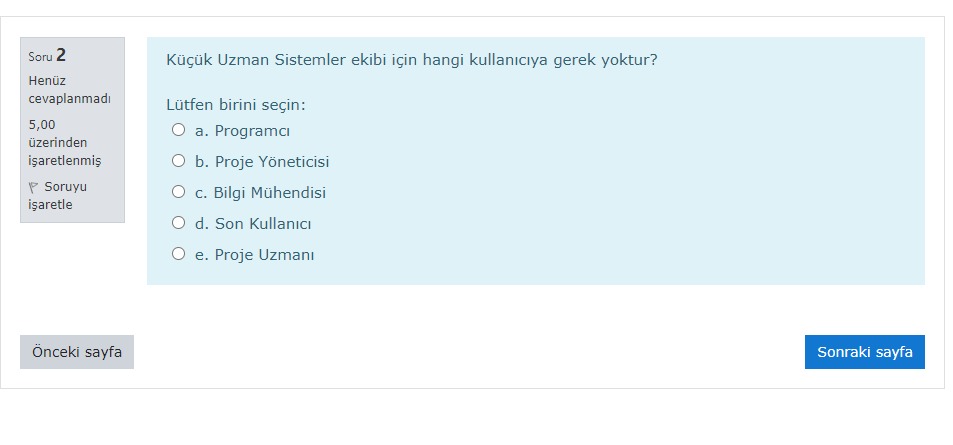 Soru 2
Henüz
cevaplanmadı
5,00
üzerinden
işaretlenmiş
Soruyu
işaretle
Küçük Uzman Sistemler ekibi için hangi kullanıcıya gerek yoktur?
Lütfen birini seçin:
a. Programcı
b. Proje Yöneticisi
c. Bilgi Mühendisi
d. Son Kullanıcı
e. Proje Uzmanı
Önceki sayfa
Sonraki sayfa